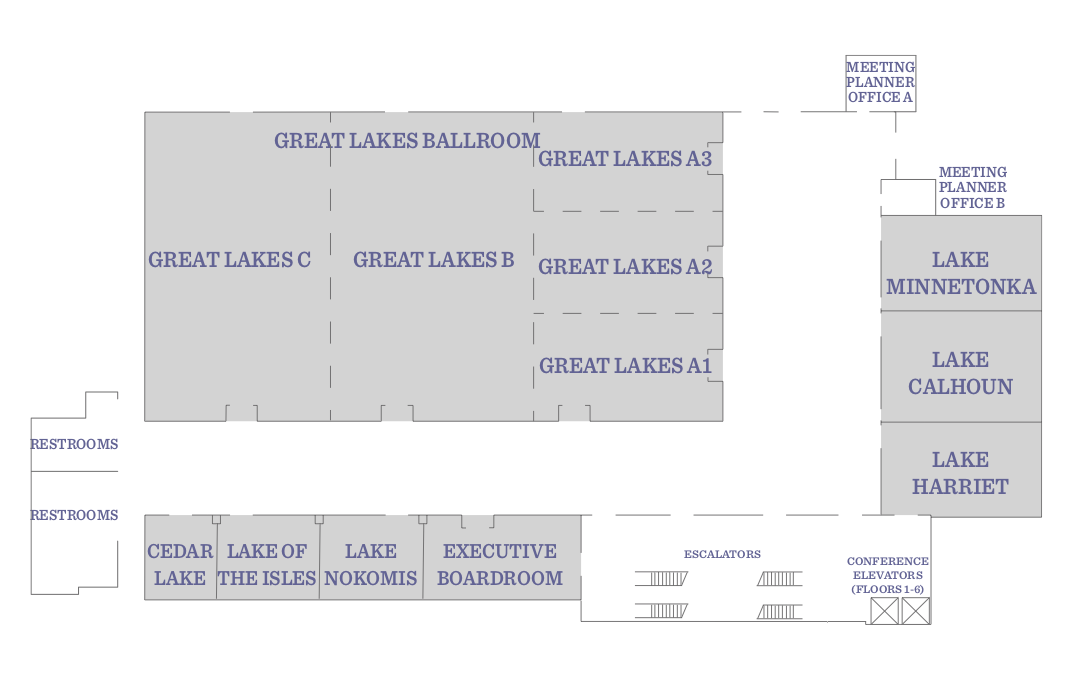 MEETING
PLANNER
OFFICE A
GREAT LAKES BALLROOM
GREAT LAKES A3
MEETING
PLANNER
OFFICE B
GREAT LAKES C
GREAT LAKES B
GREAT LAKES A2
LAKE
MINNETONKA
GREAT LAKES A1
LAKE
CALHOUN
RESTROOMS
LAKE
HARRIET
RESTROOMS
CEDAR
LAKE
LAKE OF
THE ISLES
LAKE
NOKOMIS
EXECUTIVE
BOARDROOM
ESCALATORS
CONFERENCE
ELEVATORS
(FLOORS 1-6)